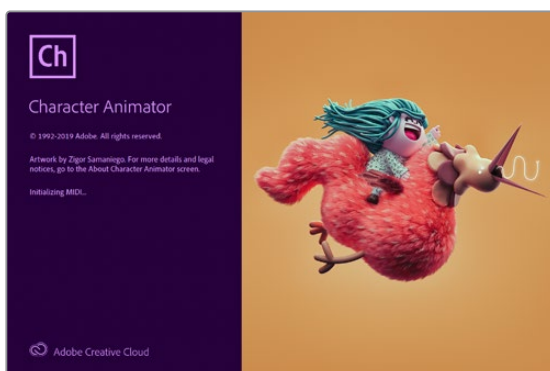 Ch
Character Animator
© 1992-2019 Adobe. All rights reserved.
Artwork by Zigor Samaniego. For more details and legal
notices, go to the About Character Animator screen.
Initializing MIDI...
Adobe Creative Cloud